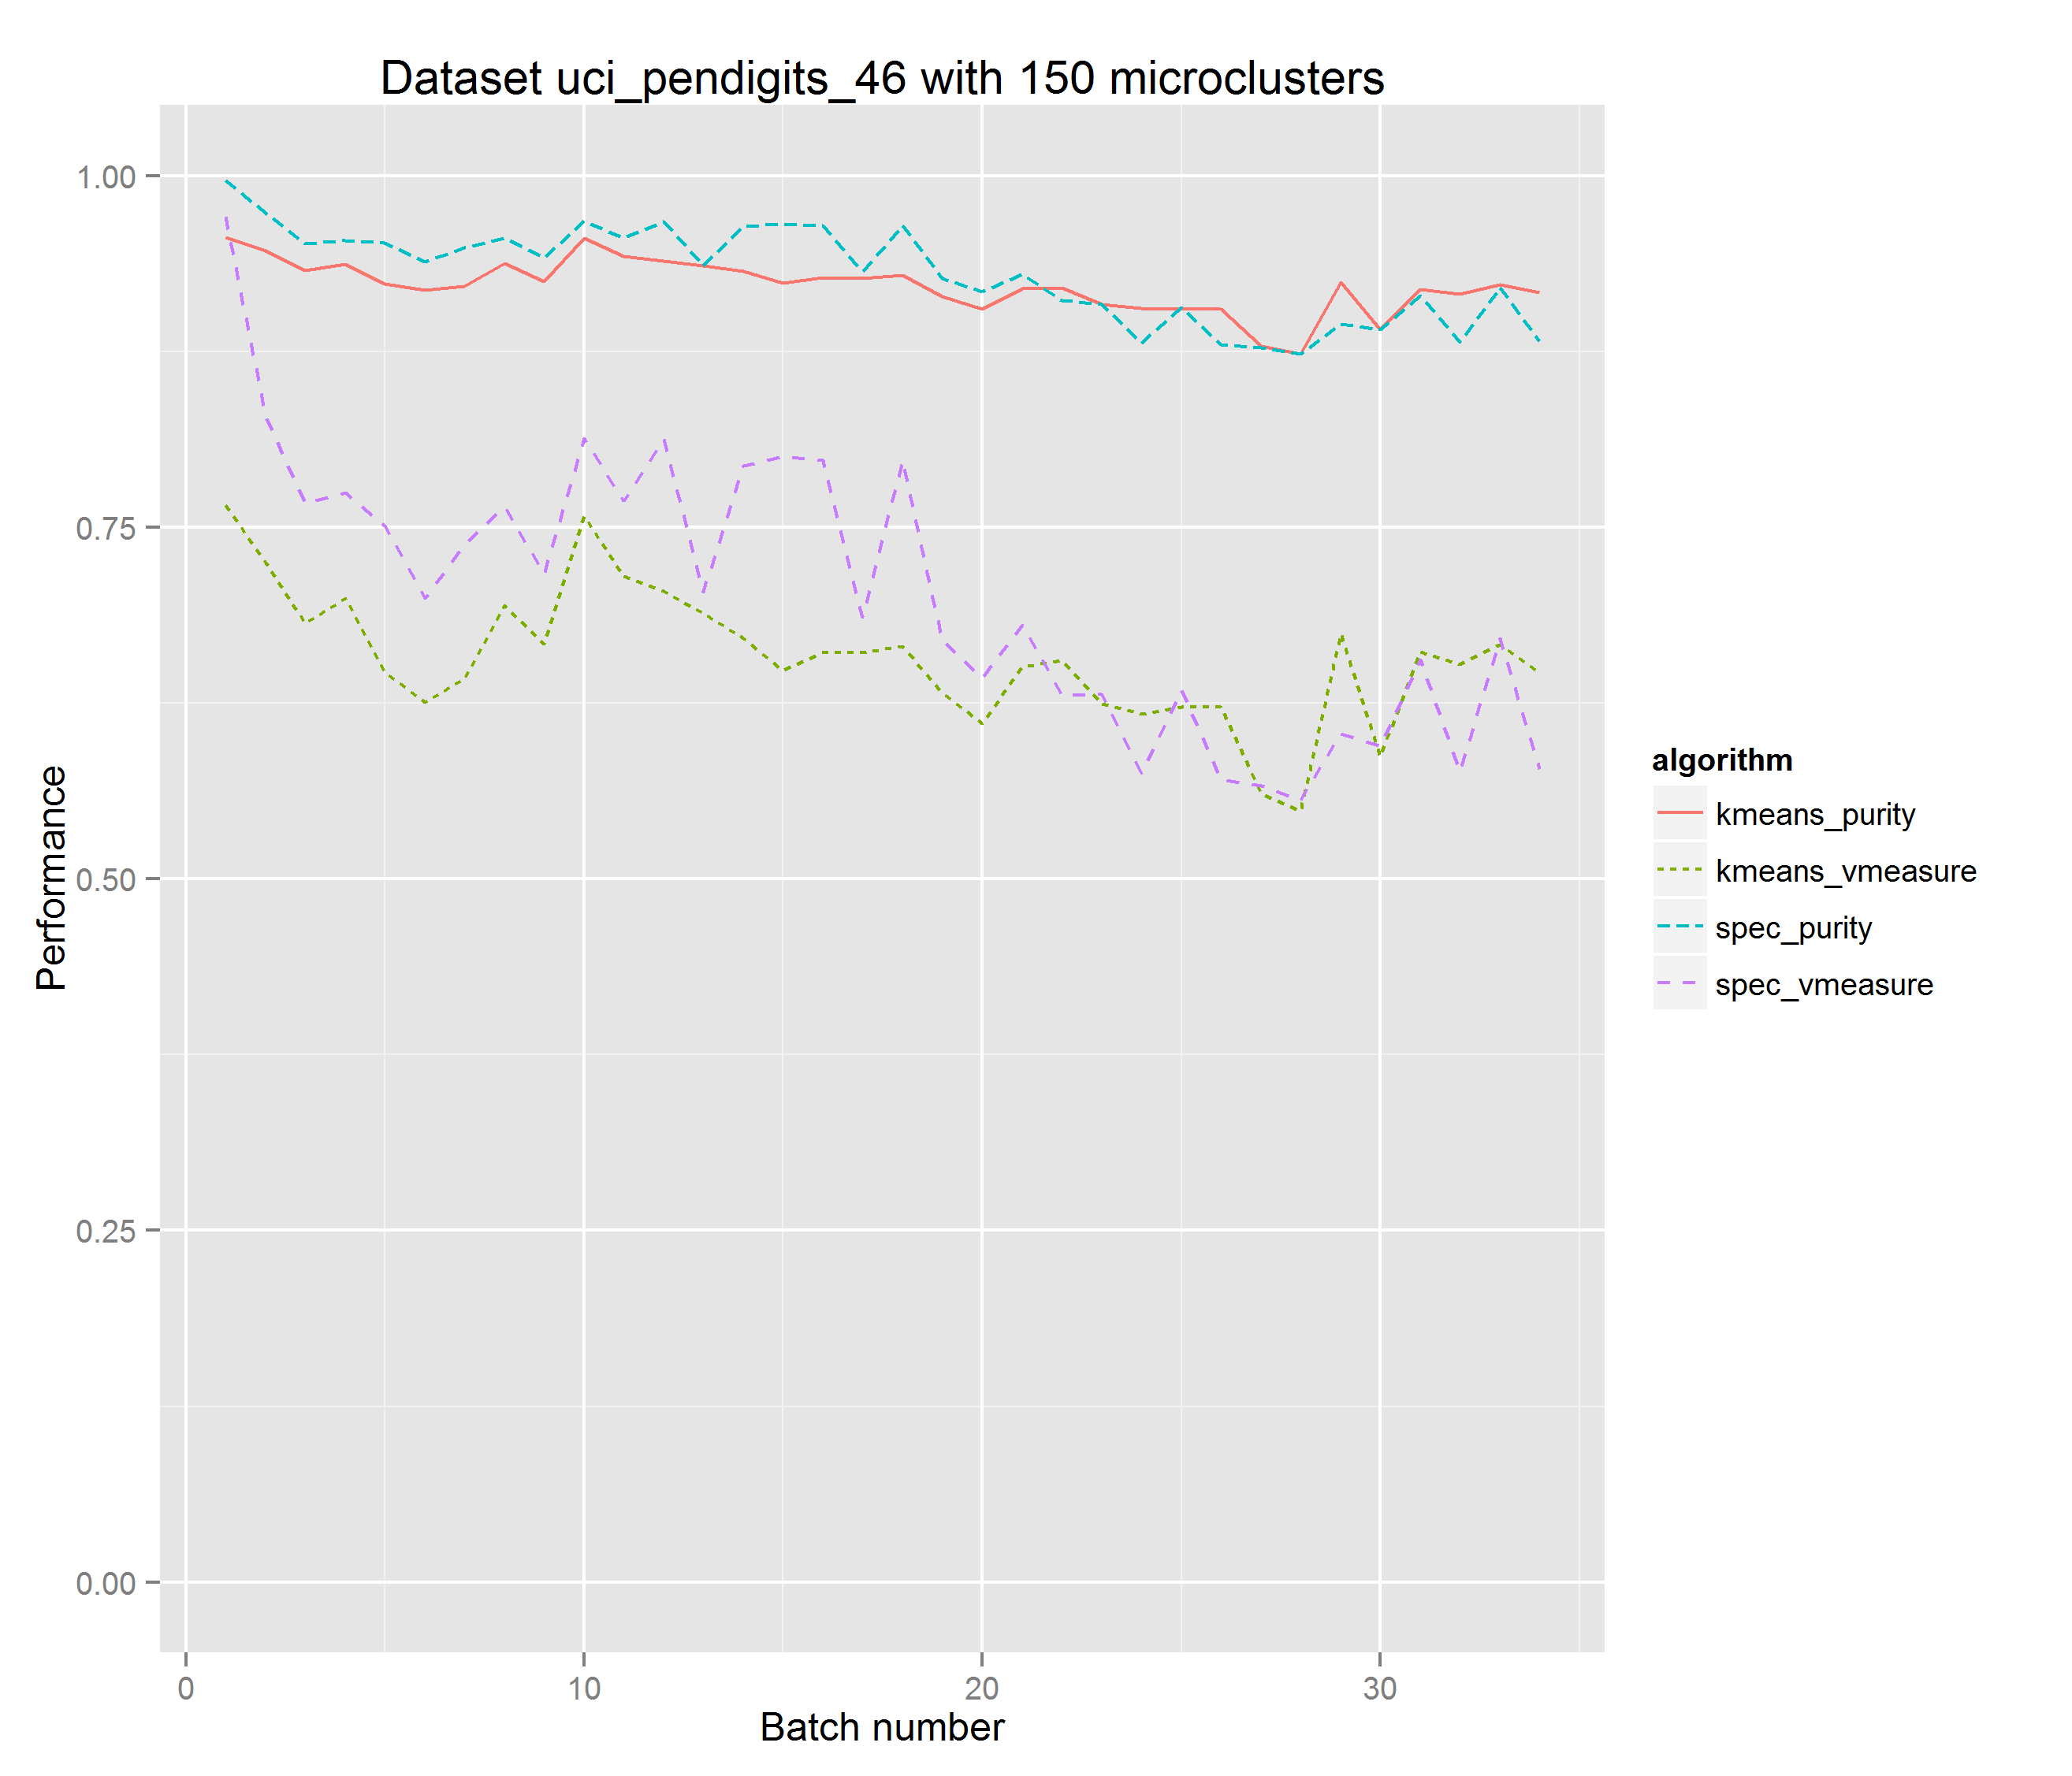 Dataset uci_pendigits_46 with 150 microclusters
1.00
0.75
0.50
0.25
0.00
Performance
0
10
20
30
Batch number
algorithm
kmeans_purity
kmeans_vmeasure
spec_purity
spec_vmeasure